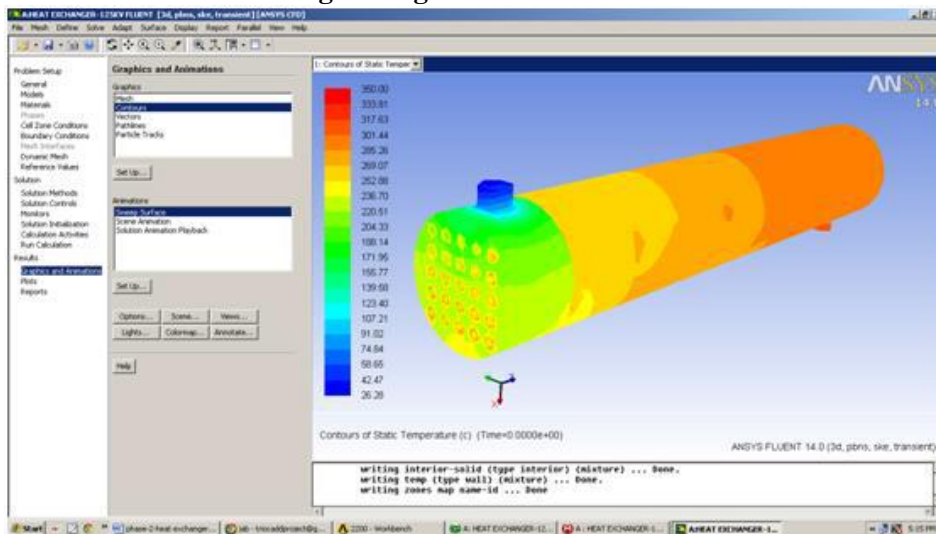 A:HEAT EXCHANGER-125KV FLUENT [3d, pbns, ske, transient] [ANSYS CFD]
File Mesh Define Solve Adapt Surface Display Report Parallel View Help
Problem Setup
General
Models
Materials
Phases
Cell Zone Conditions
Boundary Conditions
Mesh Interfaces
Dynamic Mesh
Reference Values
Solution
Solution Methods
Solution Controls
Monitors
Solution Initialization
Calculation Activities
Run Calculation
Results
Graphics and Animations
Plots
Reports
Graphics and Animations
Graphics
Mesh
Contours
Vectors
Pathlines
Particle Tracks
Set Up...
Animations
Sweep Surface
Scene Animation
Solution Animation Playback
Set Up...
Options... Scene... Views...
Lights... Colormap... Annotate...
Help
1: Contours of Static Temper
350.00
333.81
317.63
301.44
285.26
269.07
252.88
236.70
220.51
204.33
188.14
171.95
155.77
139.58
123.40
107.21
91.02
74.84
58.65
42.47
26.28
ANSYS
14.0
Z
X
Contours of Static Temperature (c) (Time=0.0000e+00)
ANSYS FLUENT 14.0 (3d, pbns, ske, transient)
writing interior-solid (type interior) (mixture) ... Done.
writing temp (type wall) (mixture) ... Done.
writing zones map name-id ... Done
Start
phase-2-heat exchanger...
2200 - Workbench
A: HEAT EXCHANGER-12...
A: HEAT EXCHANGER-1...
A:HEAT EXCHANGER-1...
5:15 PM